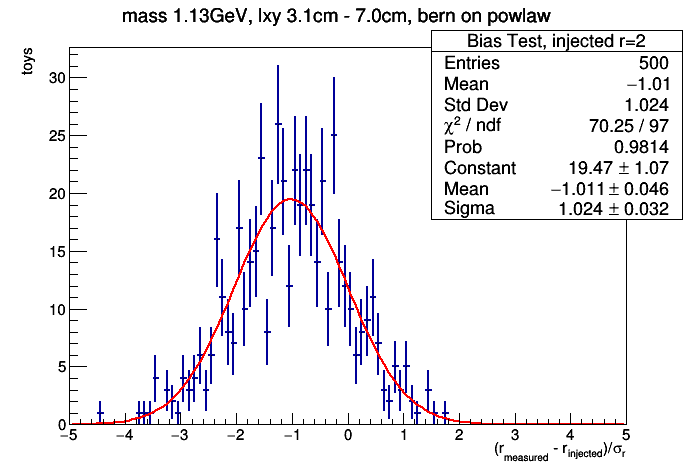 mass 1.13GeV, lxy 3.1cm - 7.0cm, bern on powlaw
toys
Bias Test, injected r=2
Entries 500
Mean −1.01
Std Dev 1.024
χ² / ndf 70.25 / 97
Prob 0.9814
Constant 19.47 ± 1.07
Mean −1.011 ± 0.046
Sigma 1.024 ± 0.032
30
25
20
15
10
5
0
−5 −4 −3 −2 −1 0 1 2 3 4 5
(r_measured - r_injected)/σ_r